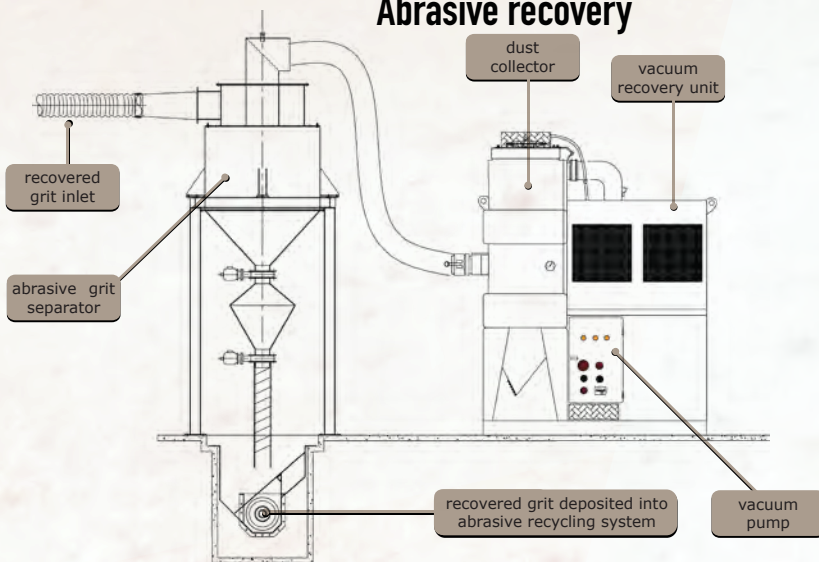 Abrasive recovery
dust
collector
vacuum
recovery unit
recovered
grit inlet
abrasive grit
separator
recovered grit deposited into
abrasive recycling system
vacuum
pump